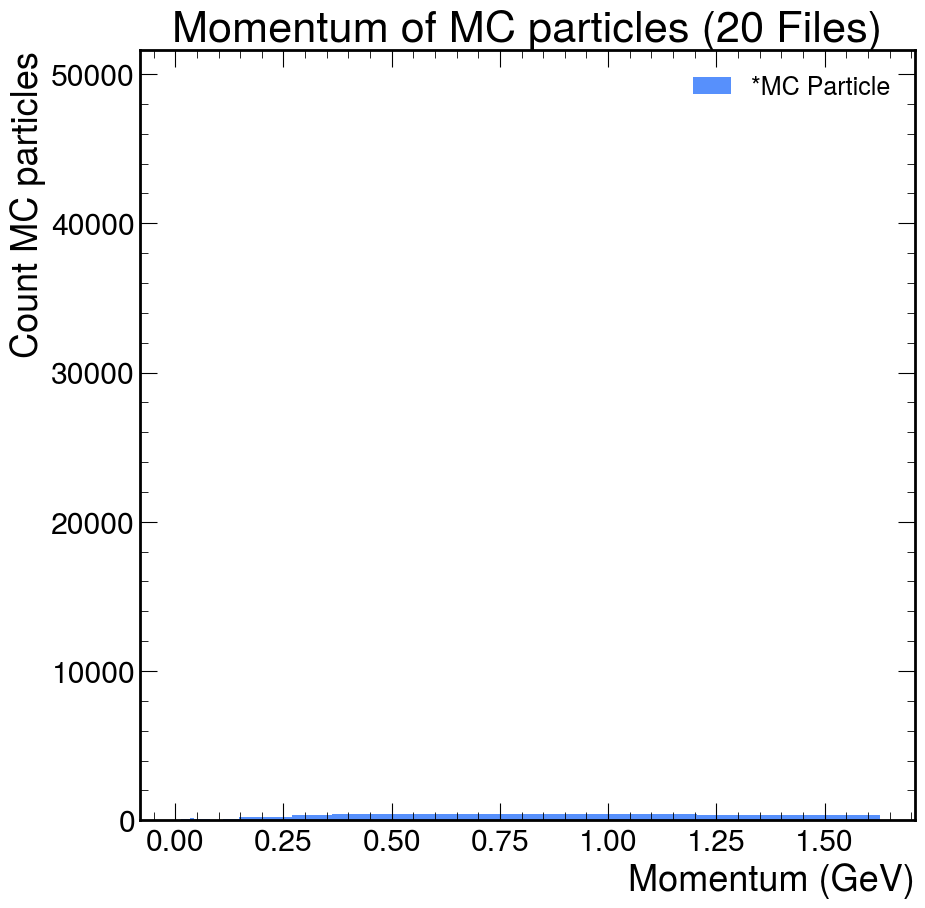 Momentum of MC particles (20 Files)
Count MC particles
50000
40000
30000
20000
10000
0
*MC Particle
0.00 0.25 0.50 0.75 1.00 1.25 1.50
Momentum (GeV)